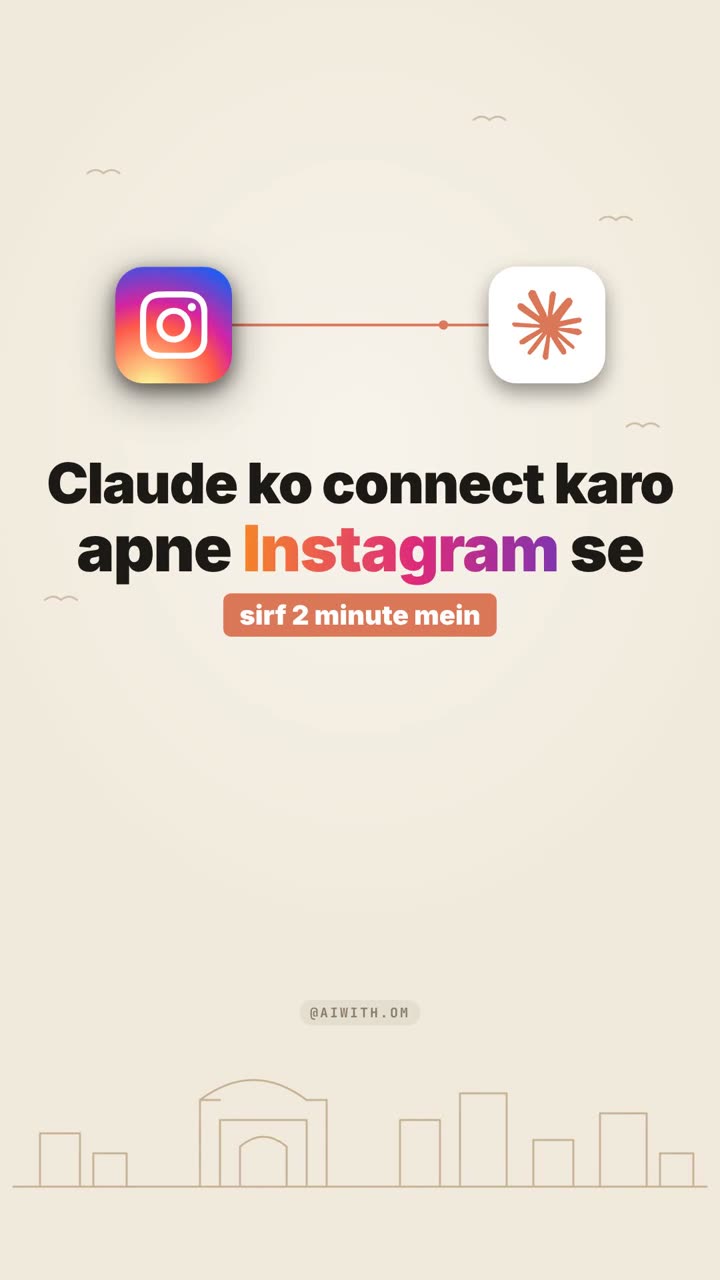 Claude ko connect karo
apne Instagram se
sirf 2 minute mein
@AIWITH.OM